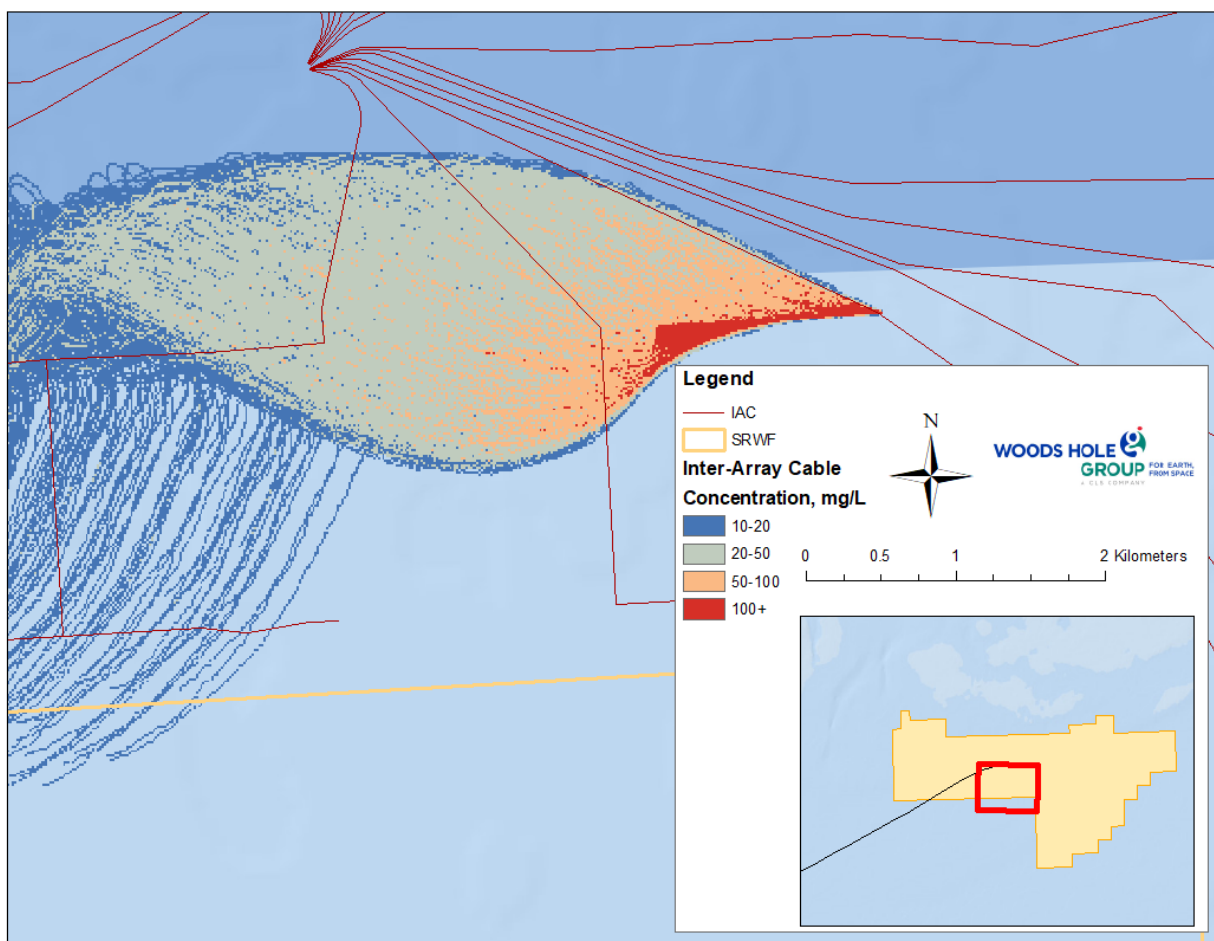 Legend
IAC
SRWF
Inter-Array Cable
Concentration, mg/L
10-20
20-50
50-100
100+
N
WOODS HOLE
GROUP
FOR EARTH,
FROM SPACE
a CLS COMPANY
0 0.5 1 2 Kilometers